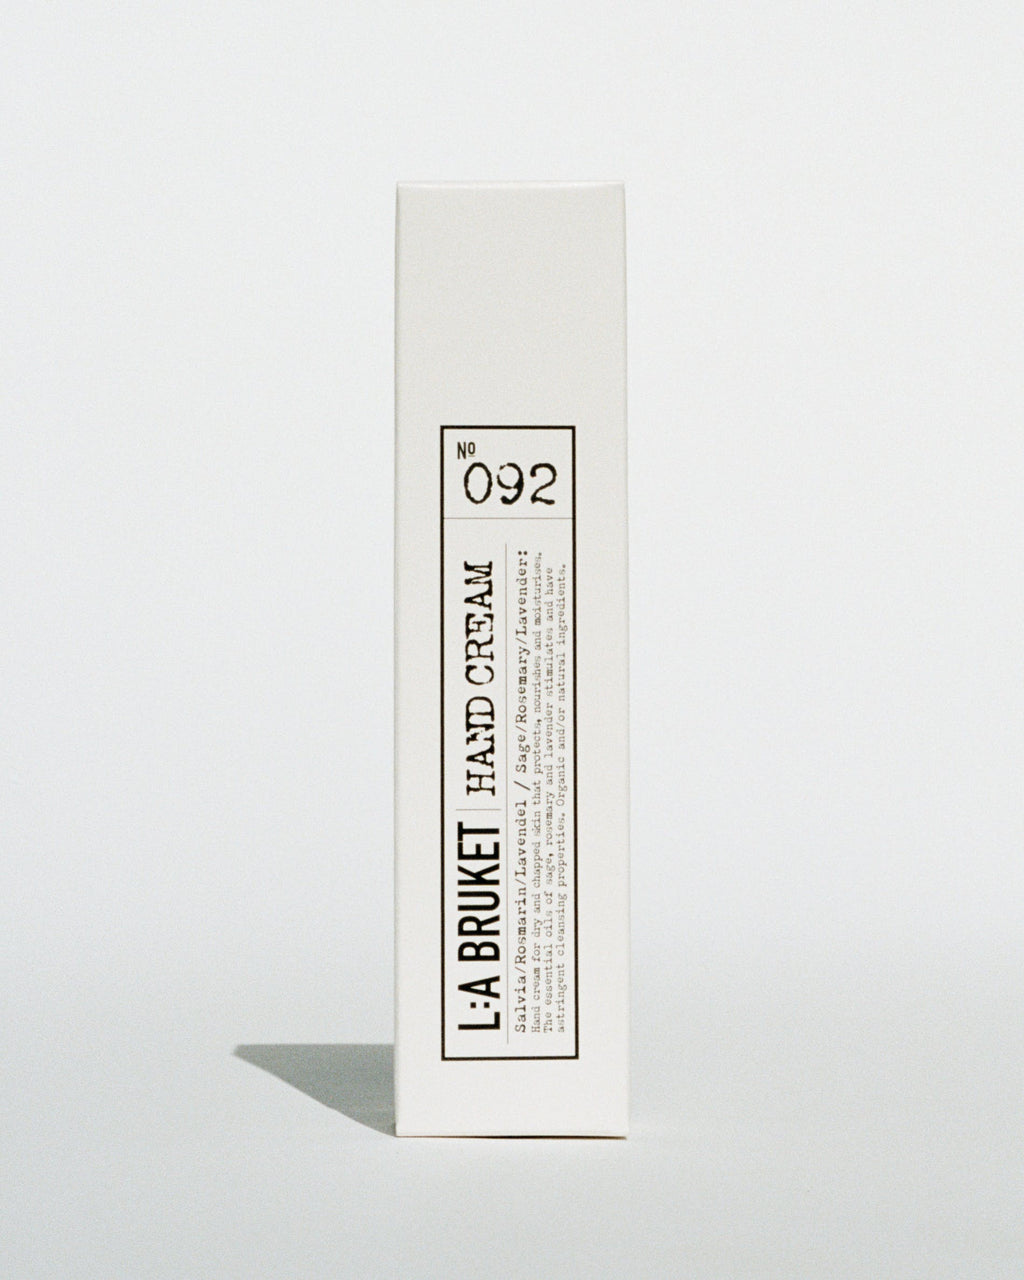 No
092
L:A BRUKET
HAND CREAM
Salvia/Rosmarin/Lavendel / Sage/Rosemary/Lavender:
Hand cream for dry and chapped skin that protects, nourishes and moisturises.
The essential oils of sage, rosemary and lavender stimulates and have
astringent cleansing properties. Organic and/or natural ingredients.